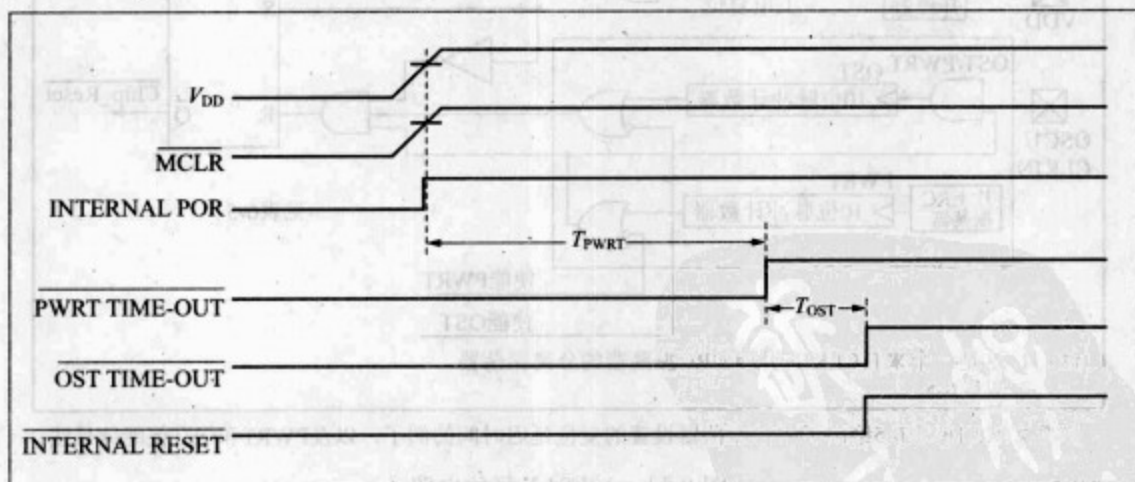 V_DD
MCLR
INTERNAL POR
T_PWRT
PWRT TIME-OUT
T_OST
OST TIME-OUT
INTERNAL RESET